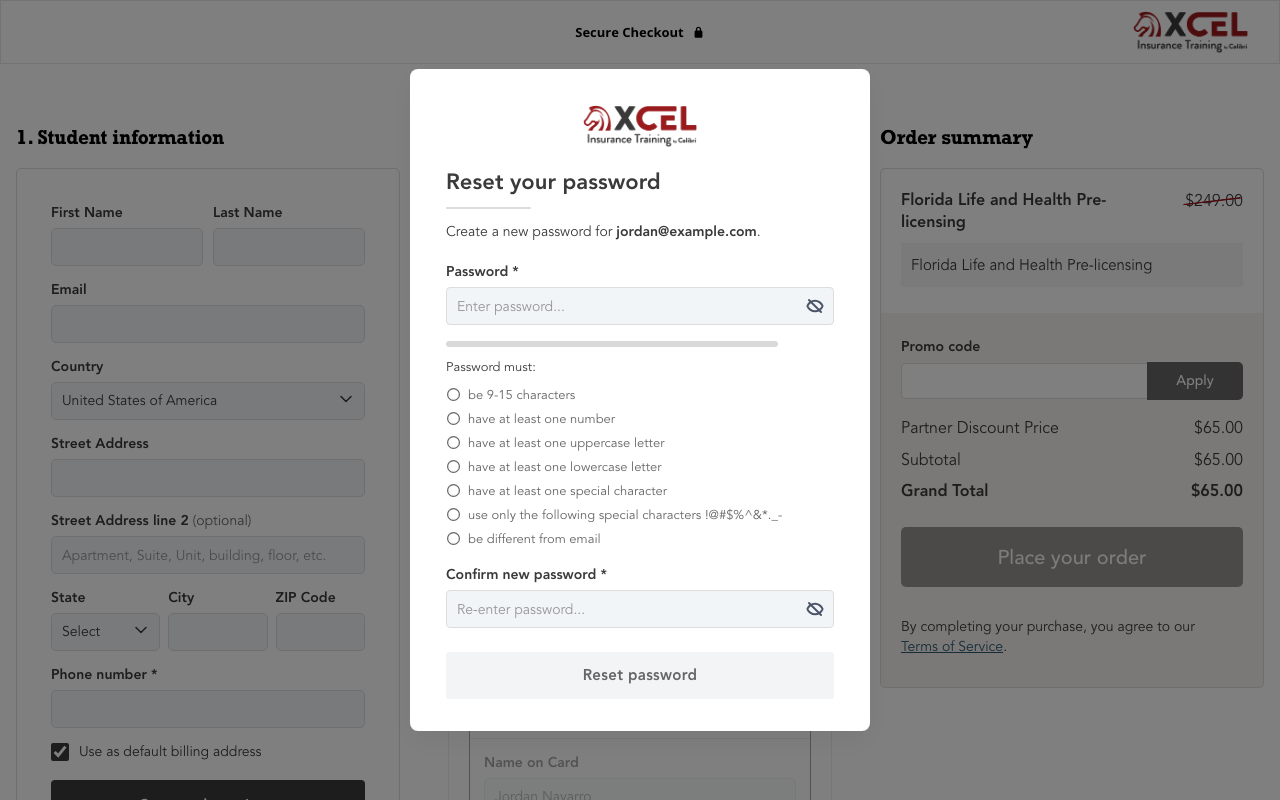 Secure Checkout
XCEL
Insurance Training by Calibri
1. Student information
First Name
Last Name
Email
Country
United States of America
Street Address
Street Address line 2 (optional)
Apartment, Suite, Unit, building, floor, etc.
State
City
ZIP Code
Select
Phone number *
Use as default billing address
XCEL
Insurance Training by Calibri
Reset your password
Create a new password for jordan@example.com.
Password *
Enter password...
Password must:
be 9-15 characters
have at least one number
have at least one uppercase letter
have at least one lowercase letter
have at least one special character
use only the following special characters !@#$%^&*._-
be different from email
Confirm new password *
Re-enter password...
Reset password
Name on Card
Jordan Navarro
Order summary
Florida Life and Health Pre-
licensing
$249.00
Florida Life and Health Pre-licensing
Promo code
Apply
Partner Discount Price
$65.00
Subtotal
$65.00
Grand Total
$65.00
Place your order
By completing your purchase, you agree to our
Terms of Service.